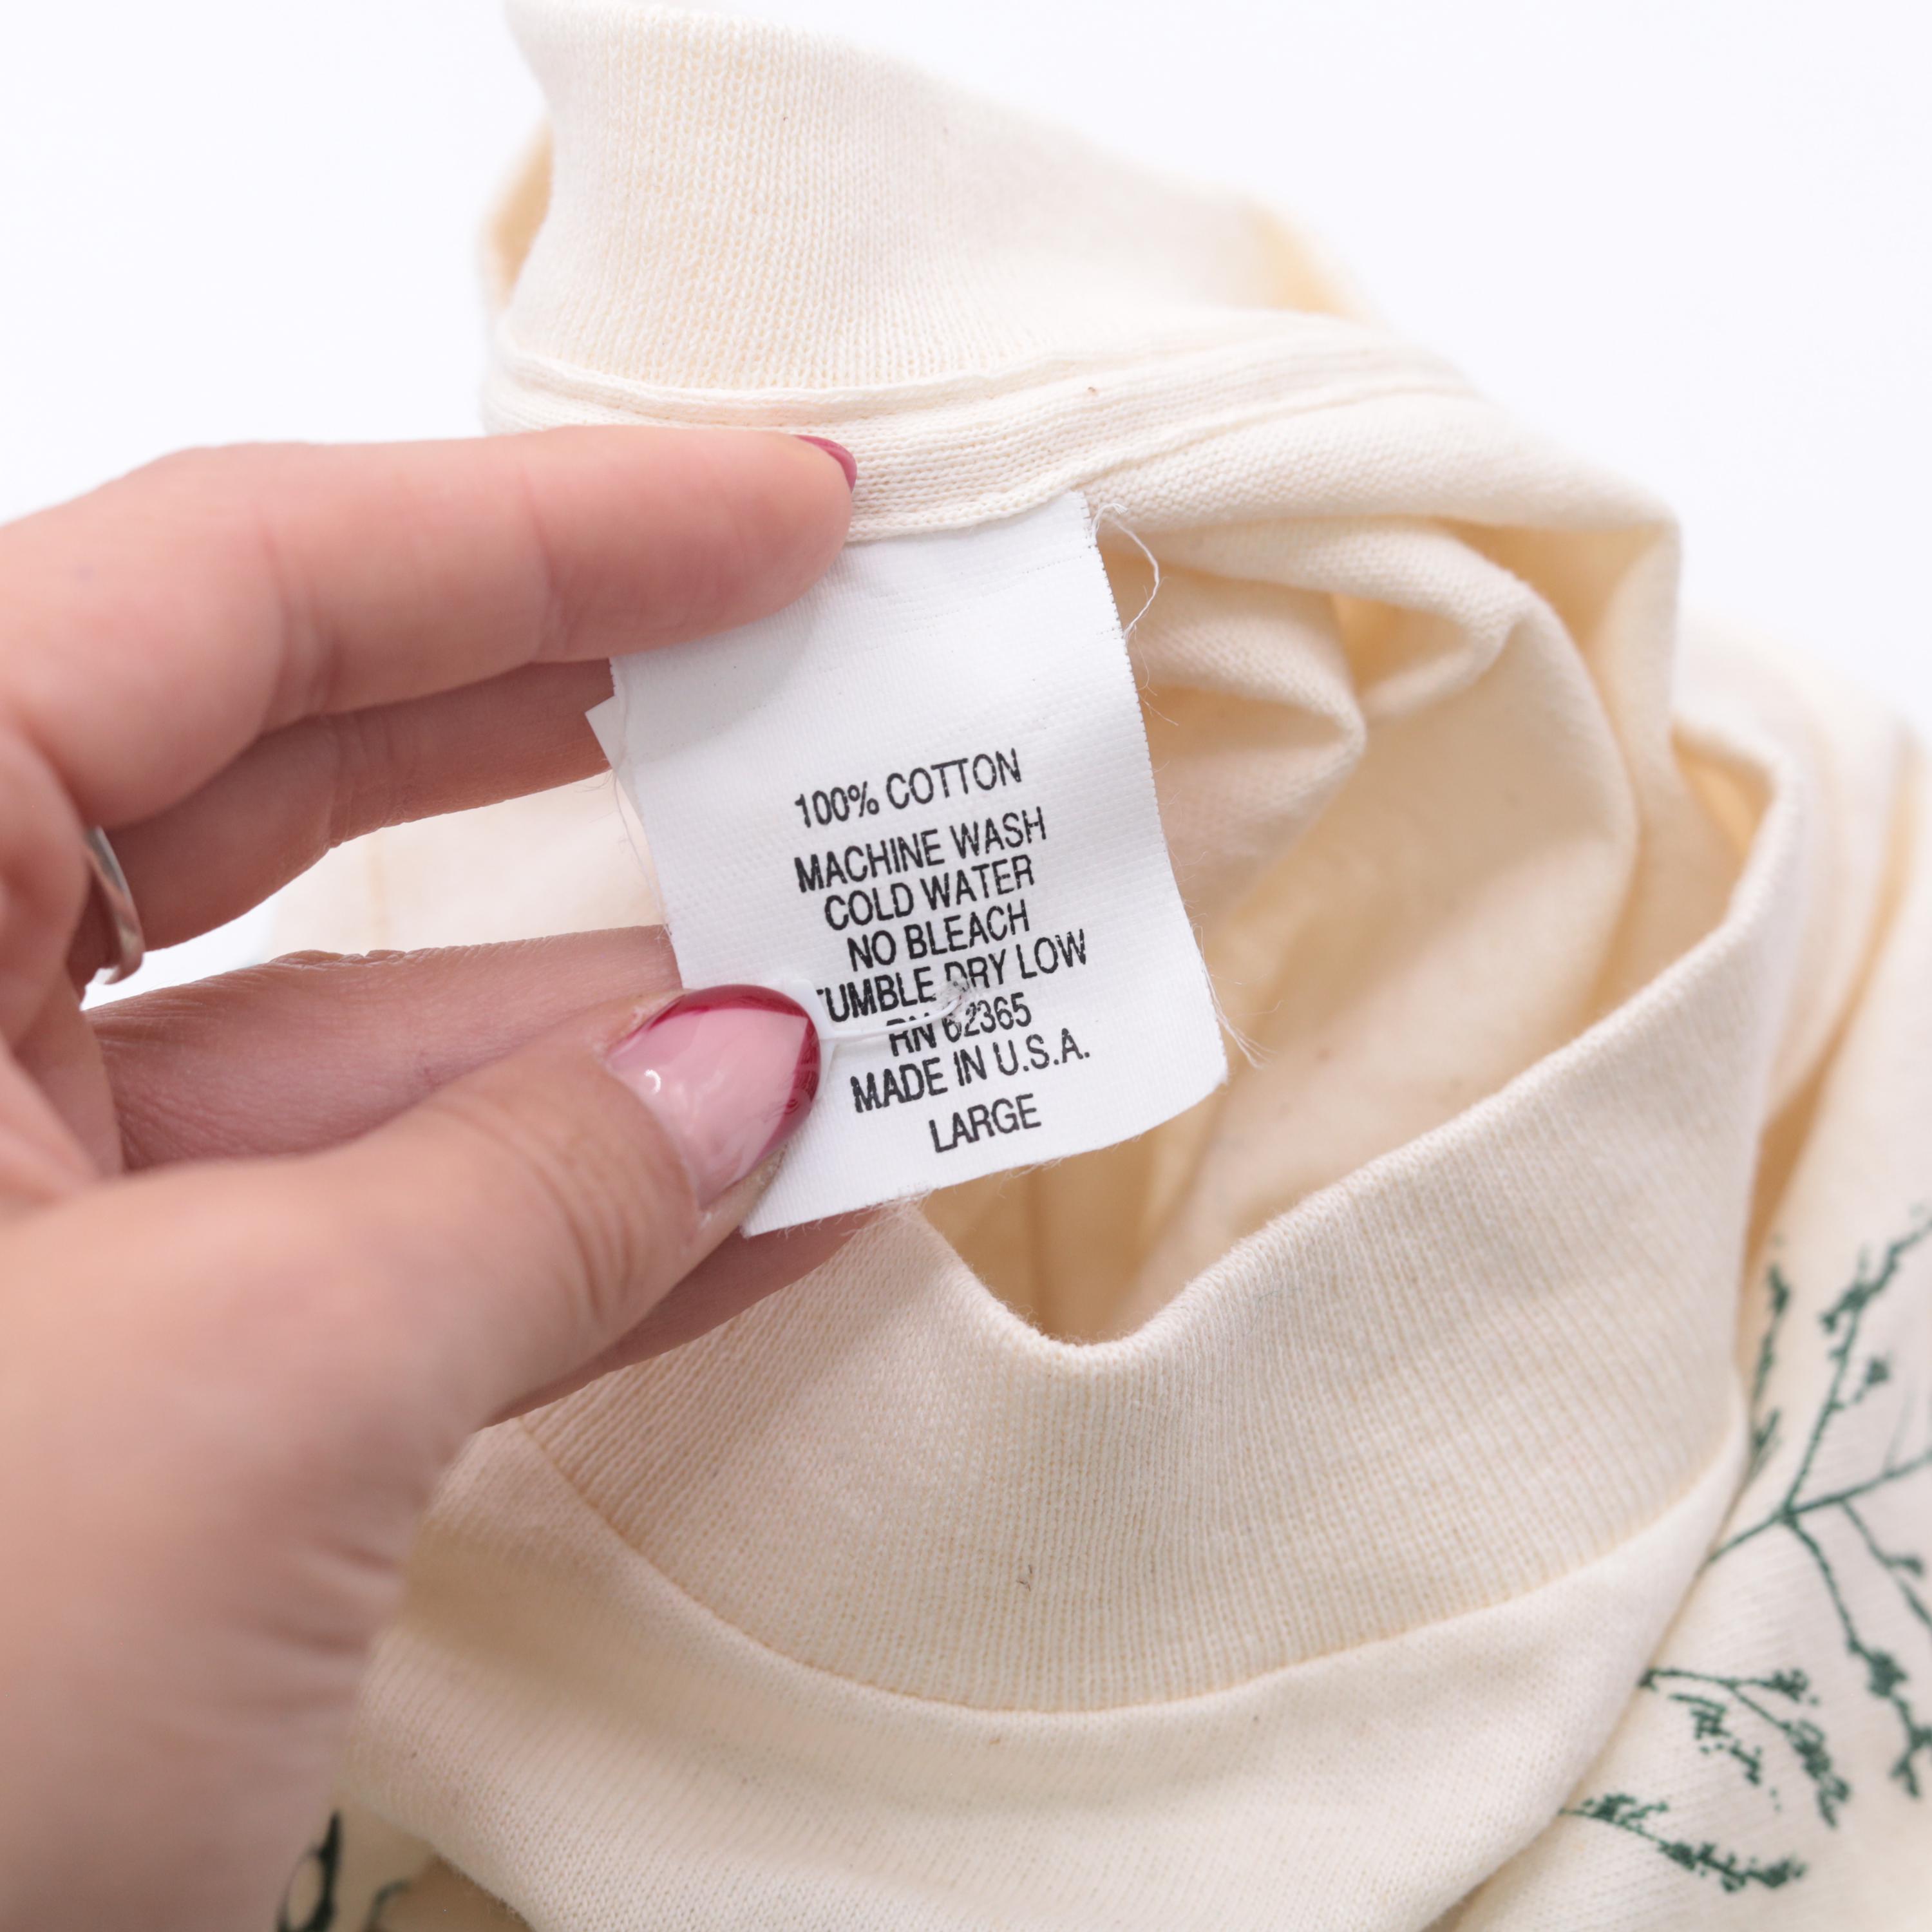 100% COTTON
MACHINE WASH
COLD WATER
NO BLEACH
TUMBLE DRY LOW
RN 62365
MADE IN U.S.A.
LARGE